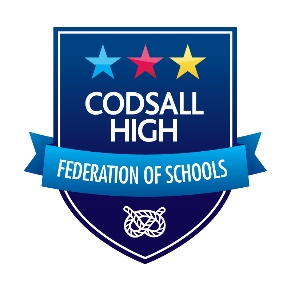 CODSALL
HIGH
FEDERATION OF SCHOOLS